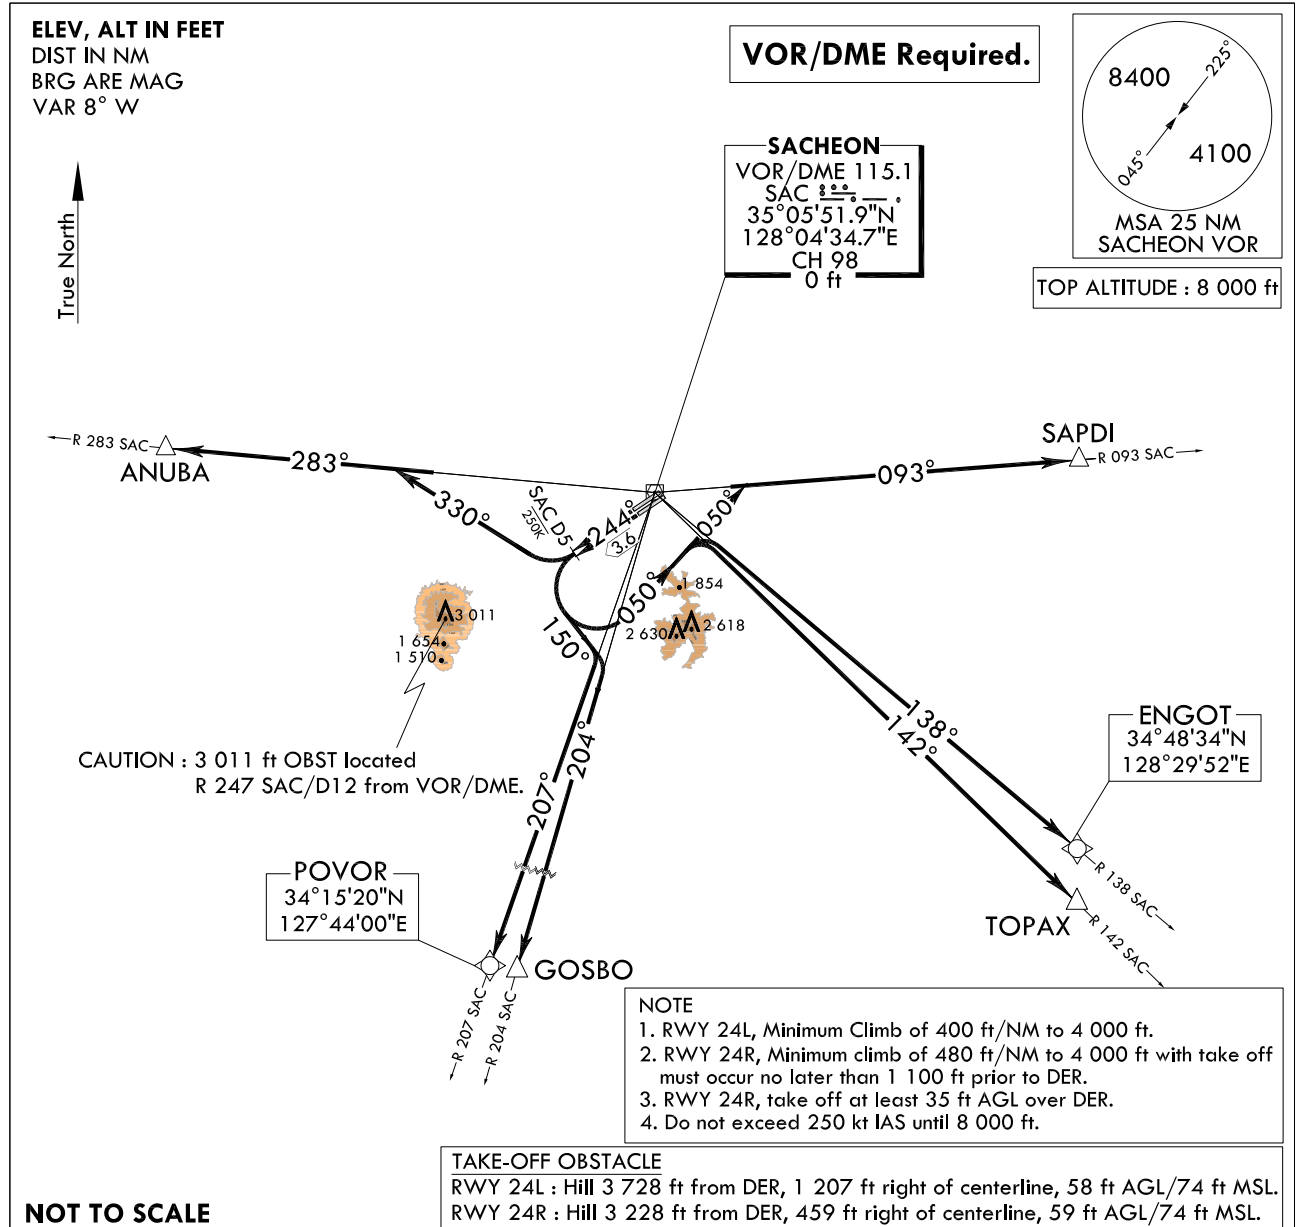 ELEV, ALT IN FEET
DIST IN NM
BRG ARE MAG
VAR 8° W
True North
VOR/DME Required.
8400
4100
225°
045°
MSA 25 NM
SACHEON VOR
TOP ALTITUDE : 8 000 ft
SACHEON
VOR/DME 115.1
SAC
35°05'51.9"N
128°04'34.7"E
CH 98
0 ft
R 283 SAC
ANUBA
283°
330°
SAC D5
250K
244°
3.6
050°
093°
SAPDI
R 093 SAC
050°
150°
1 854
2 630
2 618
3 011
1 654
1 510
CAUTION : 3 011 ft OBST located
R 247 SAC/D12 from VOR/DME.
207°
204°
138°
142°
ENGOT
34°48'34"N
128°29'52"E
R 138 SAC
TOPAX
R 142 SAC
POVOR
34°15'20"N
127°44'00"E
GOSBO
R 207 SAC
R 204 SAC
NOTE
1. RWY 24L, Minimum Climb of 400 ft/NM to 4 000 ft.
2. RWY 24R, Minimum climb of 480 ft/NM to 4 000 ft with take off
must occur no later than 1 100 ft prior to DER.
3. RWY 24R, take off at least 35 ft AGL over DER.
4. Do not exceed 250 kt IAS until 8 000 ft.
TAKE-OFF OBSTACLE
RWY 24L : Hill 3 728 ft from DER, 1 207 ft right of centerline, 58 ft AGL/74 ft MSL.
RWY 24R : Hill 3 228 ft from DER, 459 ft right of centerline, 59 ft AGL/74 ft MSL.
NOT TO SCALE